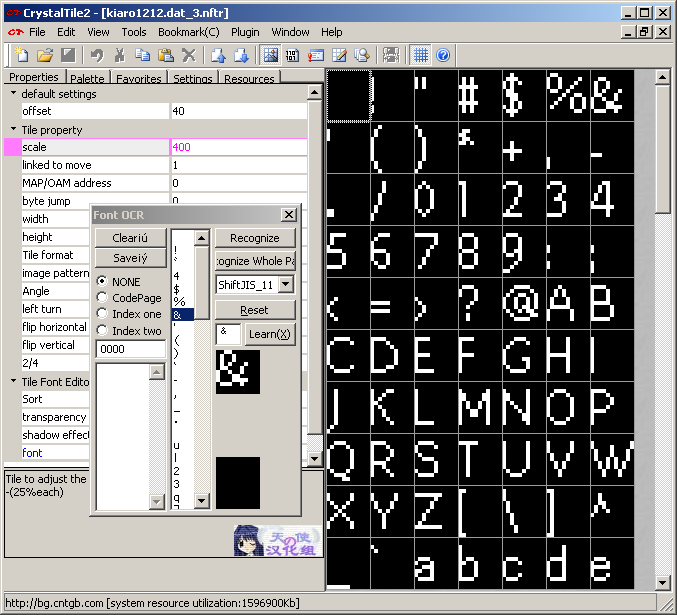 CrystalTile2 - [kiaro1212.dat_3.nftr]
File Edit View Tools Bookmark(C) Plugin Window Help
Properties Palette Favorites Settings Resources
default settings
offset 40
Tile property
scale 400
linked to move 1
MAP/OAM address 0
byte jump 0
width
height
Tile format
image pattern
Angle
left turn
flip horizontal
flip vertical
2/4
Tile Font Edito
Sort
transparency
shadow effect
font
Tile to adjust the
-(25%each)
Font OCR
Cleariú
Saveiý
NONE
CodePage
Index one
Index two
0000
!
`
4
$
%
&
'
(
)
`
-
,
_
.
u
l
2
3
q
Recognize
cognize Whole Pa
ShiftJIS_11
Reset
& Learn(X)
&
! " # $ % &
' ( ) * + , -
. / 0 1 2 3 4
5 6 7 8 9 : ;
< = > ? @ A B
C D E F G H I
J K L M N O P
Q R S T U V W
X Y Z [ \ ] ^
_ ` a b c d e
天使の汉化组
http://bg.cntgb.com [system resource utilization:1596900Kb]